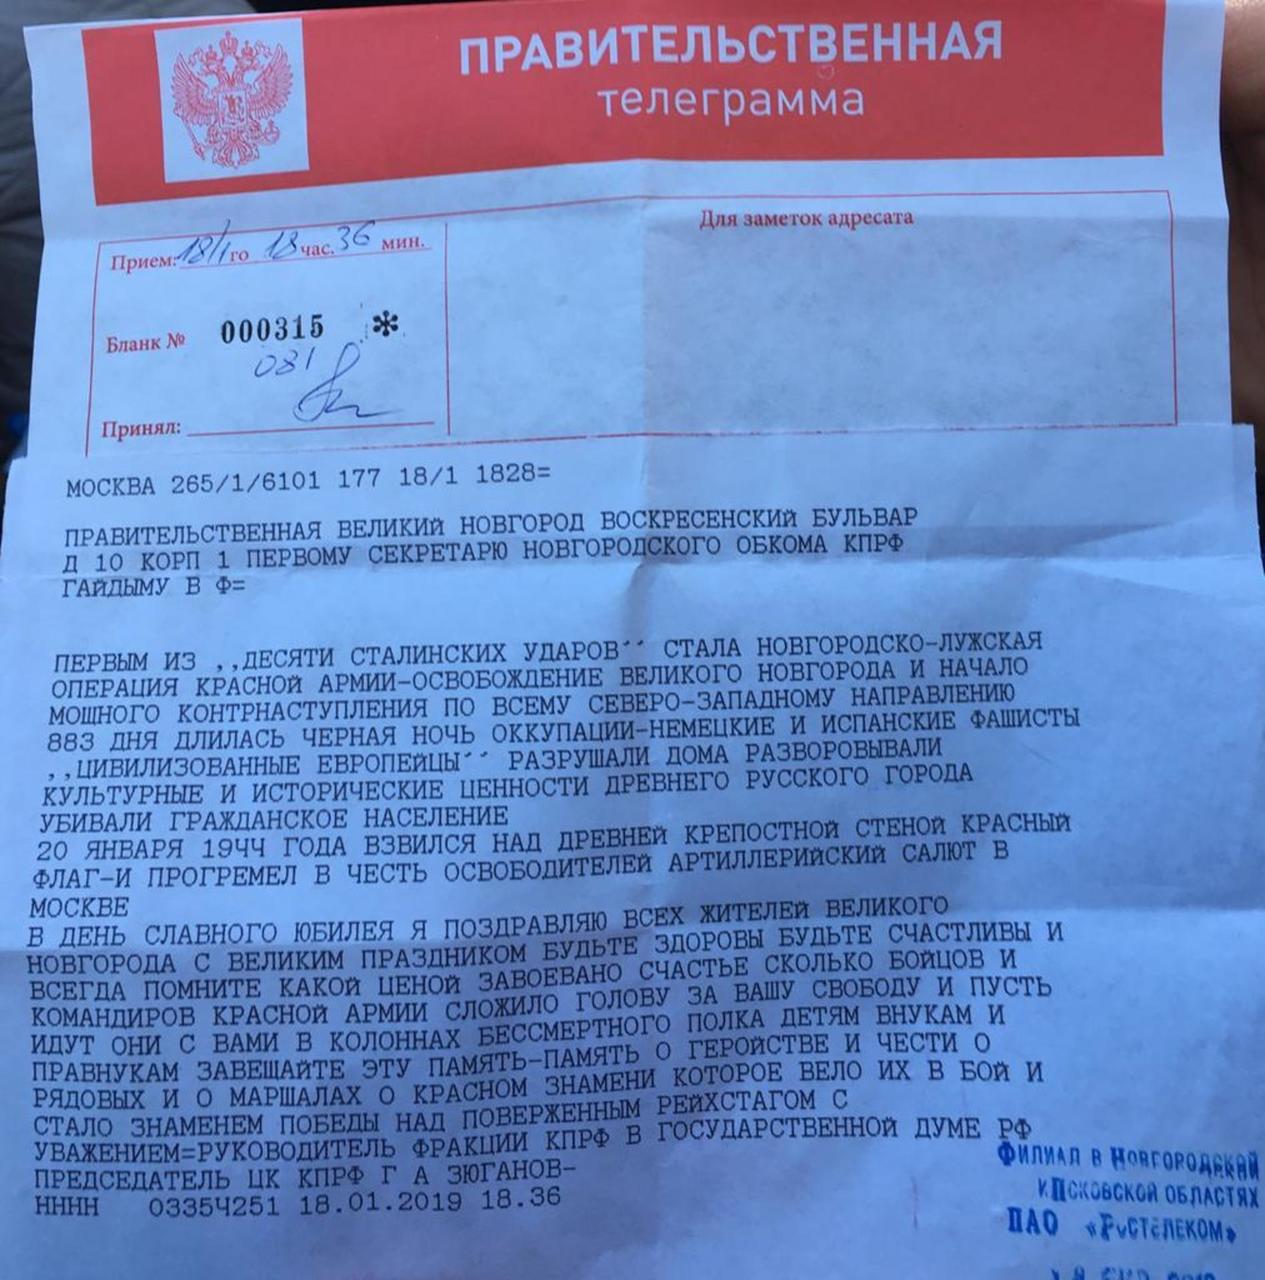 ПРАВИТЕЛЬСТВЕННАЯ
телеграмма
Для заметок адресата
Прием: 18/1 го 18 час. 36 мин.
Бланк № 000315 *
081
Принял:
МОСКВА 265/1/6101 177 18/1 1828=
ПРАВИТЕЛЬСТВЕННАЯ ВЕЛИКИЙ НОВГОРОД ВОСКРЕСЕНСКИЙ БУЛЬВАР
Д 10 КОРП 1 ПЕРВОМУ СЕКРЕТАРЮ НОВГОРОДСКОГО ОБКОМА КПРФ
ГАЙДЫМУ В Ф=
ПЕРВЫМ ИЗ ,,ДЕСЯТИ СТАЛИНСКИХ УДАРОВ´´ СТАЛА НОВГОРОДСКО-ЛУЖСКАЯ
ОПЕРАЦИЯ КРАСНОЙ АРМИИ-ОСВОБОЖДЕНИЕ ВЕЛИКОГО НОВГОРОДА И НАЧАЛО
МОЩНОГО КОНТРНАСТУПЛЕНИЯ ПО ВСЕМУ СЕВЕРО-ЗАПАДНОМУ НАПРАВЛЕНИЮ
883 ДНЯ ДЛИЛАСЬ ЧЕРНАЯ НОЧЬ ОККУПАЦИИ-НЕМЕЦКИЕ И ИСПАНСКИЕ ФАШИСТЫ
,,ЦИВИЛИЗОВАННЫЕ ЕВРОПЕЙЦЫ´´ РАЗРУШАЛИ ДОМА РАЗВОРОВЫВАЛИ
КУЛЬТУРНЫЕ И ИСТОРИЧЕСКИЕ ЦЕННОСТИ ДРЕВНЕГО РУССКОГО ГОРОДА
УБИВАЛИ ГРАЖДАНСКОЕ НАСЕЛЕНИЕ
20 ЯНВАРЯ 1944 ГОДА ВЗВИЛСЯ НАД ДРЕВНЕЙ КРЕПОСТНОЙ СТЕНОЙ КРАСНЫЙ
ФЛАГ-И ПРОГРЕМЕЛ В ЧЕСТЬ ОСВОБОДИТЕЛЕЙ АРТИЛЛЕРИЙСКИЙ САЛЮТ В
МОСКВЕ
В ДЕНЬ СЛАВНОГО ЮБИЛЕЯ Я ПОЗДРАВЛЯЮ ВСЕХ ЖИТЕЛЕЙ ВЕЛИКОГО
НОВГОРОДА С ВЕЛИКИМ ПРАЗДНИКОМ БУДЬТЕ ЗДОРОВЫ БУДЬТЕ СЧАСТЛИВЫ И
ВСЕГДА ПОМНИТЕ КАКОЙ ЦЕНОЙ ЗАВОЕВАНО СЧАСТЬЕ СКОЛЬКО БОЙЦОВ И
КОМАНДИРОВ КРАСНОЙ АРМИИ СЛОЖИЛО ГОЛОВУ ЗА ВАШУ СВОБОДУ И ПУСТЬ
ИДУТ ОНИ С ВАМИ В КОЛОННАХ БЕССМЕРТНОГО ПОЛКА ДЕТЯМ ВНУКАМ И
ПРАВНУКАМ ЗАВЕЩАЙТЕ ЭТУ ПАМЯТЬ-ПАМЯТЬ О ГЕРОЙСТВЕ И ЧЕСТИ О
РЯДОВЫХ И О МАРШАЛАХ О КРАСНОМ ЗНАМЕНИ КОТОРОЕ ВЕЛО ИХ В БОЙ И
СТАЛО ЗНАМЕНЕМ ПОБЕДЫ НАД ПОВЕРЖЕННЫМ РЕЙХСТАГОМ С
УВАЖЕНИЕМ=РУКОВОДИТЕЛЬ ФРАКЦИИ КПРФ В ГОСУДАРСТВЕННОЙ ДУМЕ РФ
ПРЕДСЕДАТЕЛЬ ЦК КПРФ Г А ЗЮГАНОВ-
НННН 03354251 18.01.2019 18.36
ФИЛИАЛ В НОВГОРОДСКОЙ
И ПСКОВСКОЙ ОБЛАСТЯХ
ПАО «РОСТЕЛЕКОМ»